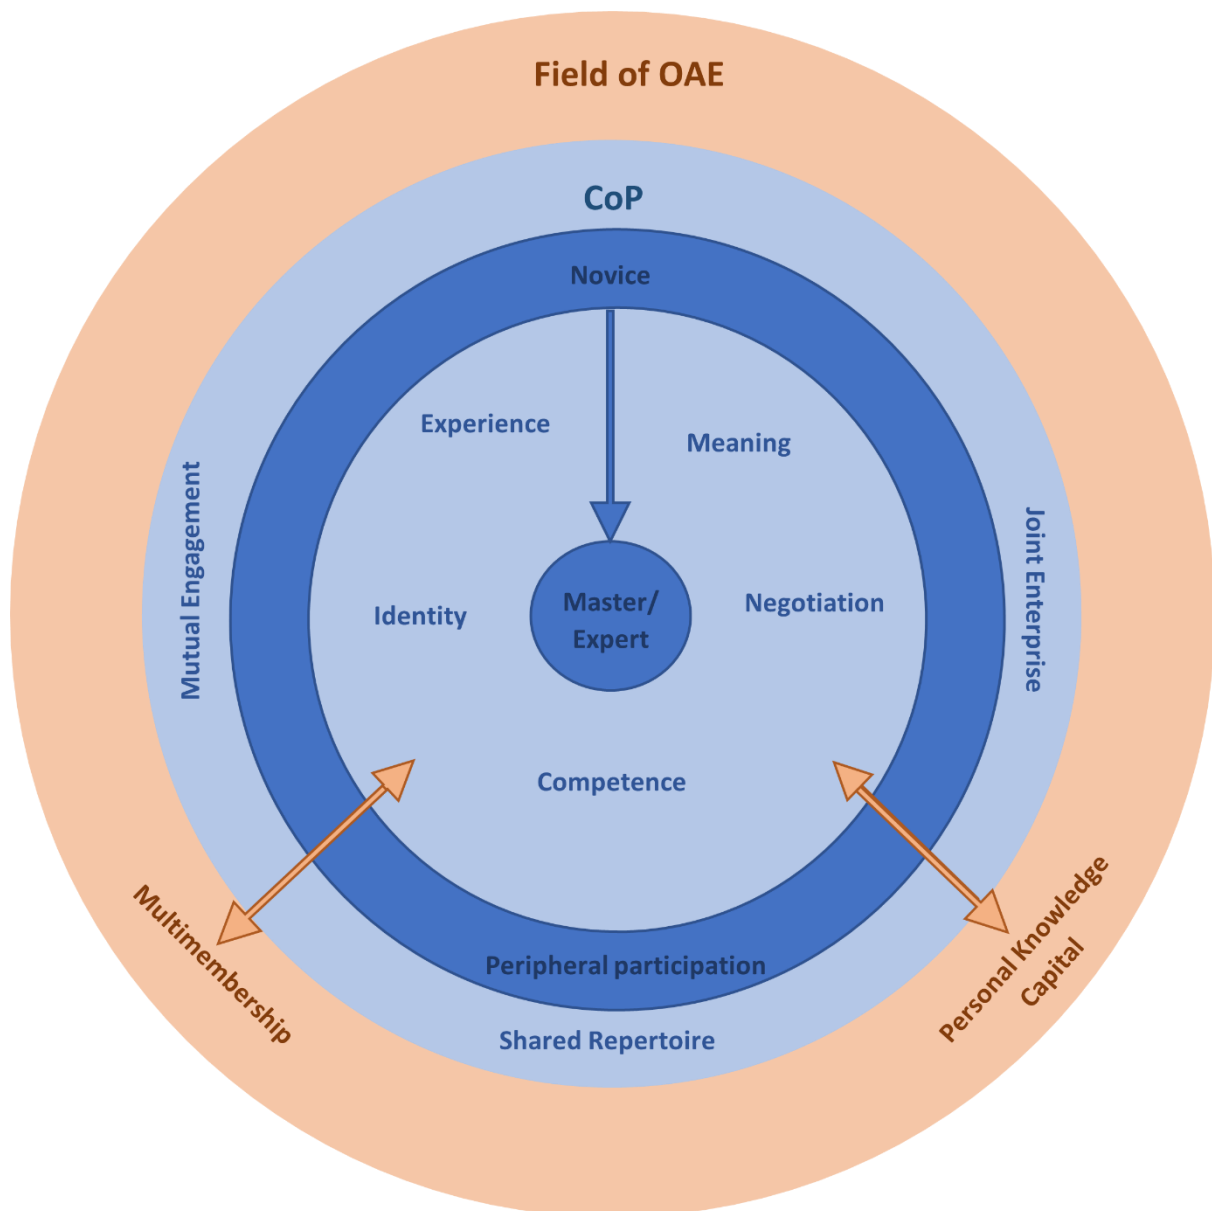 Field of OAE
CoP
Novice
Experience
Meaning
Mutual Engagement
Joint Enterprise
Identity
Master/
Expert
Negotiation
Competence
Multimembership
Personal Knowledge
Capital
Peripheral participation
Shared Repertoire